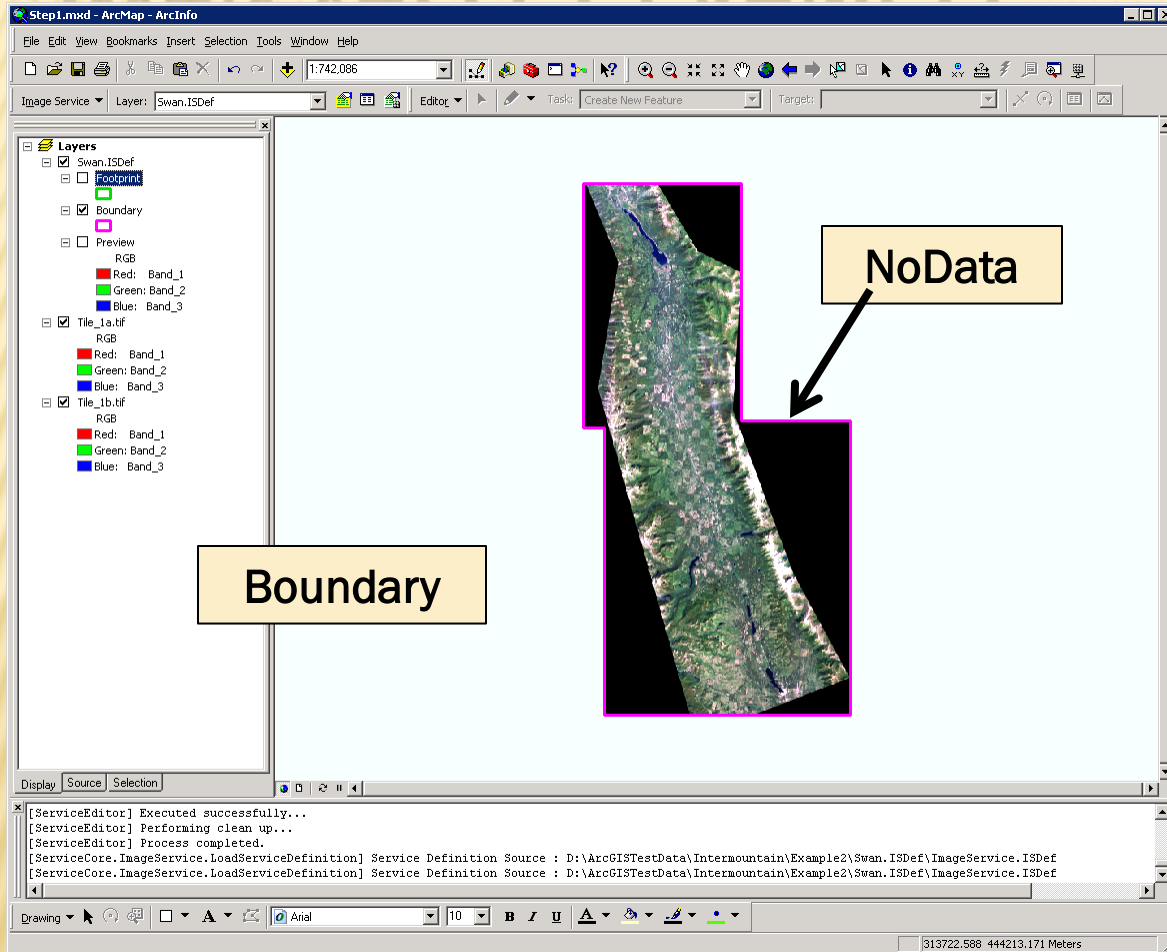 Step1.mxd - ArcMap - ArcInfo
File Edit View Bookmarks Insert Selection Tools Window Help
1:742,086
Image Service Layer: Swan.ISDef Editor Task: Create New Feature Target:
Layers
Swan.ISDef
Footprint
Boundary
Preview
RGB
Red: Band_1
Green: Band_2
Blue: Band_3
Tile_1a.tif
RGB
Red: Band_1
Green: Band_2
Blue: Band_3
Tile_1b.tif
RGB
Red: Band_1
Green: Band_2
Blue: Band_3
NoData
Boundary
Display Source Selection
[ServiceEditor] Executed successfully...
[ServiceEditor] Performing clean up...
[ServiceEditor] Process completed.
[ServiceCore.ImageService.LoadServiceDefinition] Service Definition Source : D:\ArcGISTestData\Intermountain\Example2\Swan.ISDef\ImageService.ISDef
[ServiceCore.ImageService.LoadServiceDefinition] Service Definition Source : D:\ArcGISTestData\Intermountain\Example2\Swan.ISDef\ImageService.ISDef
Drawing A Arial 10 B I U A
313722.588 444213.171 Meters